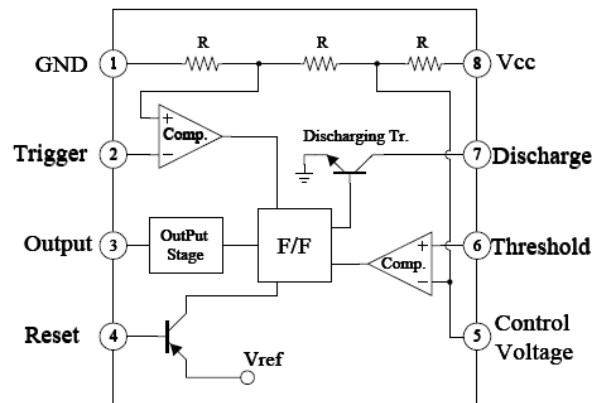 R R R
GND 1 8 Vcc
+
Comp.
Trigger 2 −
Discharging Tr.
7 Discharge
Output 3 OutPut
Stage
F/F
+ 6 Threshold
Comp.
−
Reset 4
Vref
5 Control
Voltage